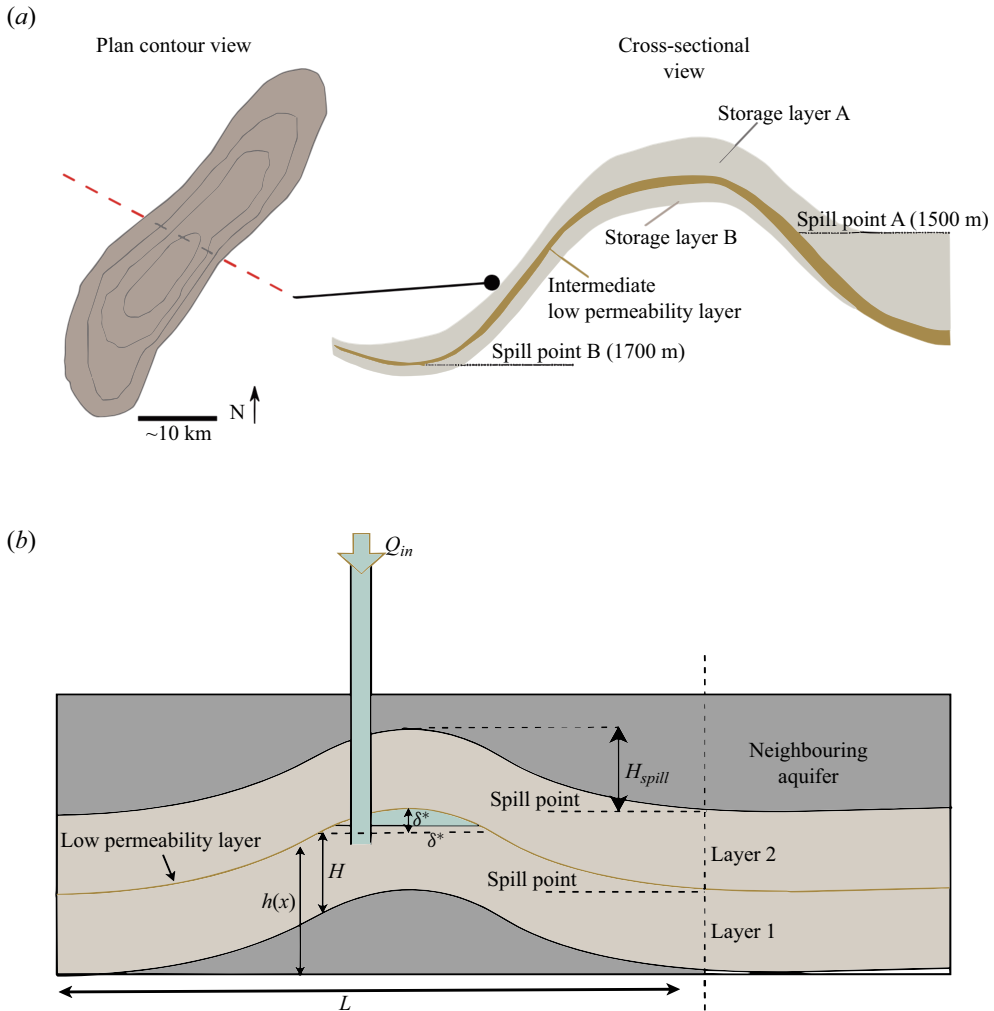 (a)
Plan contour view
Cross-sectional
view
Storage layer A
Spill point A (1500 m)
Storage layer B
Intermediate
low permeability layer
Spill point B (1700 m)
N
~10 km
(b)
Q_in
H_spill
Neighbouring
aquifer
Spill point
δ*
δ*
Low permeability layer
Layer 2
H
Spill point
h(x)
Layer 1
L